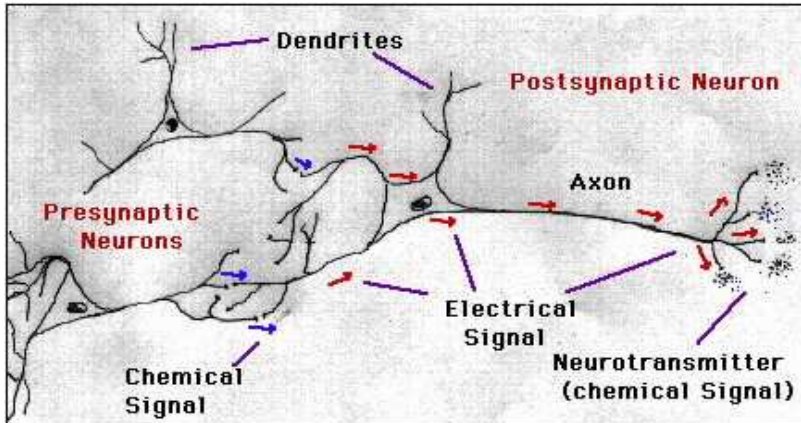 Dendrites
Postsynaptic Neuron
Axon
Presynaptic
Neurons
Electrical
Signal
Chemical
Signal
Neurotransmitter
(chemical Signal)